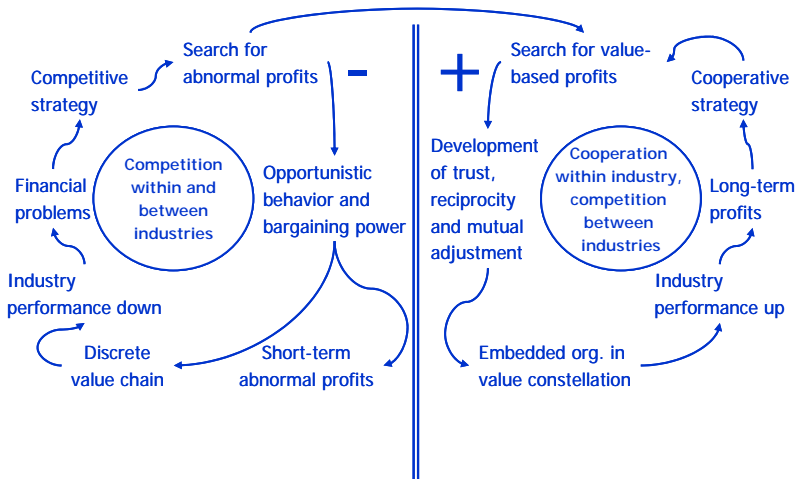 Search for
abnormal profits
-
Competitive
strategy
Financial
problems
Industry
performance down
Discrete
value chain
Short-term
abnormal profits
Opportunistic
behavior and
bargaining power
Competition
within and
between
industries
+
Search for value-
based profits
Cooperative
strategy
Development
of trust,
reciprocity
and mutual
adjustment
Cooperation
within industry,
competition
between
industries
Long-term
profits
Industry
performance up
Embedded org. in
value constellation